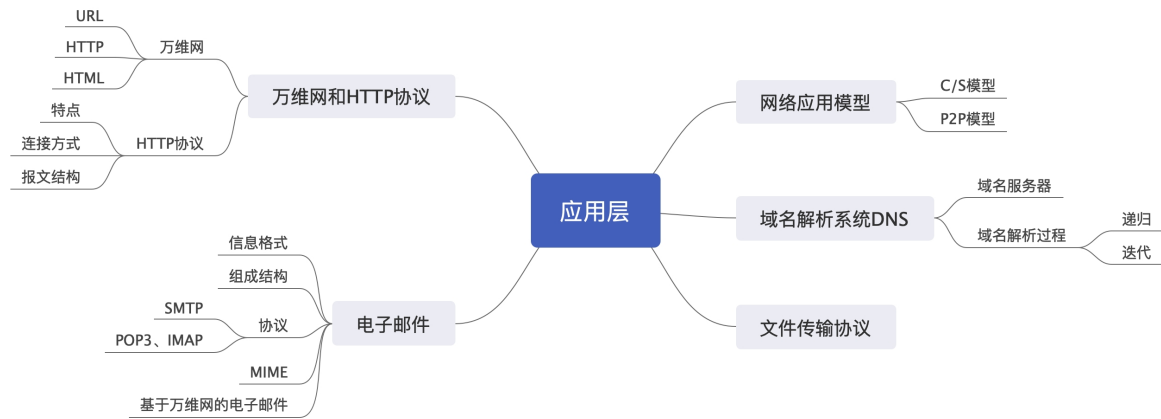 应用层
网络应用模型
C/S模型
P2P模型
域名解析系统DNS
域名服务器
域名解析过程
递归
迭代
文件传输协议
万维网和HTTP协议
万维网
URL
HTTP
HTML
HTTP协议
特点
连接方式
报文结构
电子邮件
信息格式
组成结构
协议
SMTP
POP3、IMAP
MIME
基于万维网的电子邮件